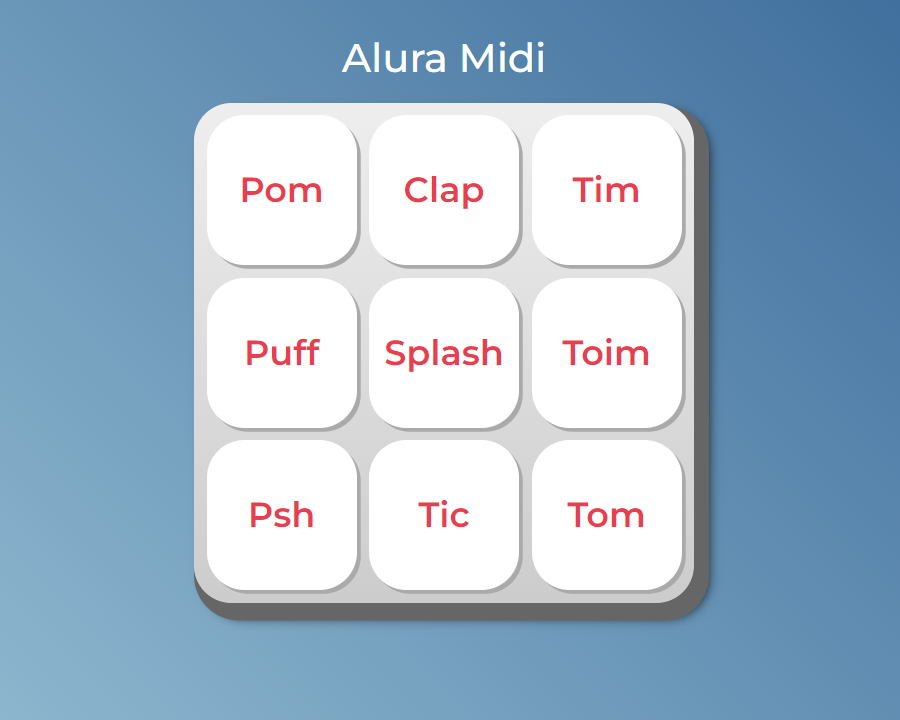 Alura Midi
Pom
Clap
Tim
Puff
Splash
Toim
Psh
Tic
Tom